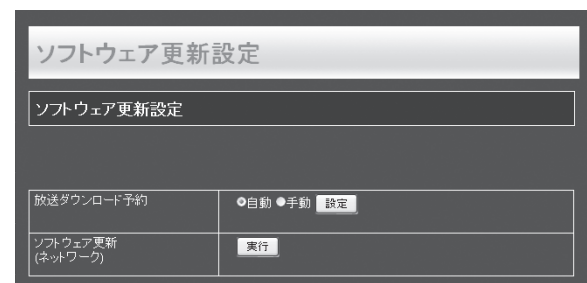 ソフトウェア更新設定
ソフトウェア更新設定
放送ダウンロード予約
自動 手動 設定
ソフトウェア更新
(ネットワーク)
実行